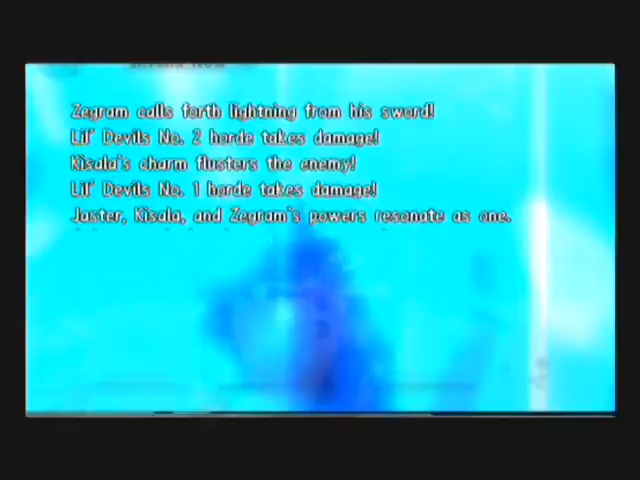 Zegram calls forth lightning from his sword!
Lil' Devils No. 2 horde takes damage!
Kisala's charm flusters the enemy!
Lil' Devils No. 1 horde takes damage!
Jaster, Kisala, and Zegram's powers resonate as one.